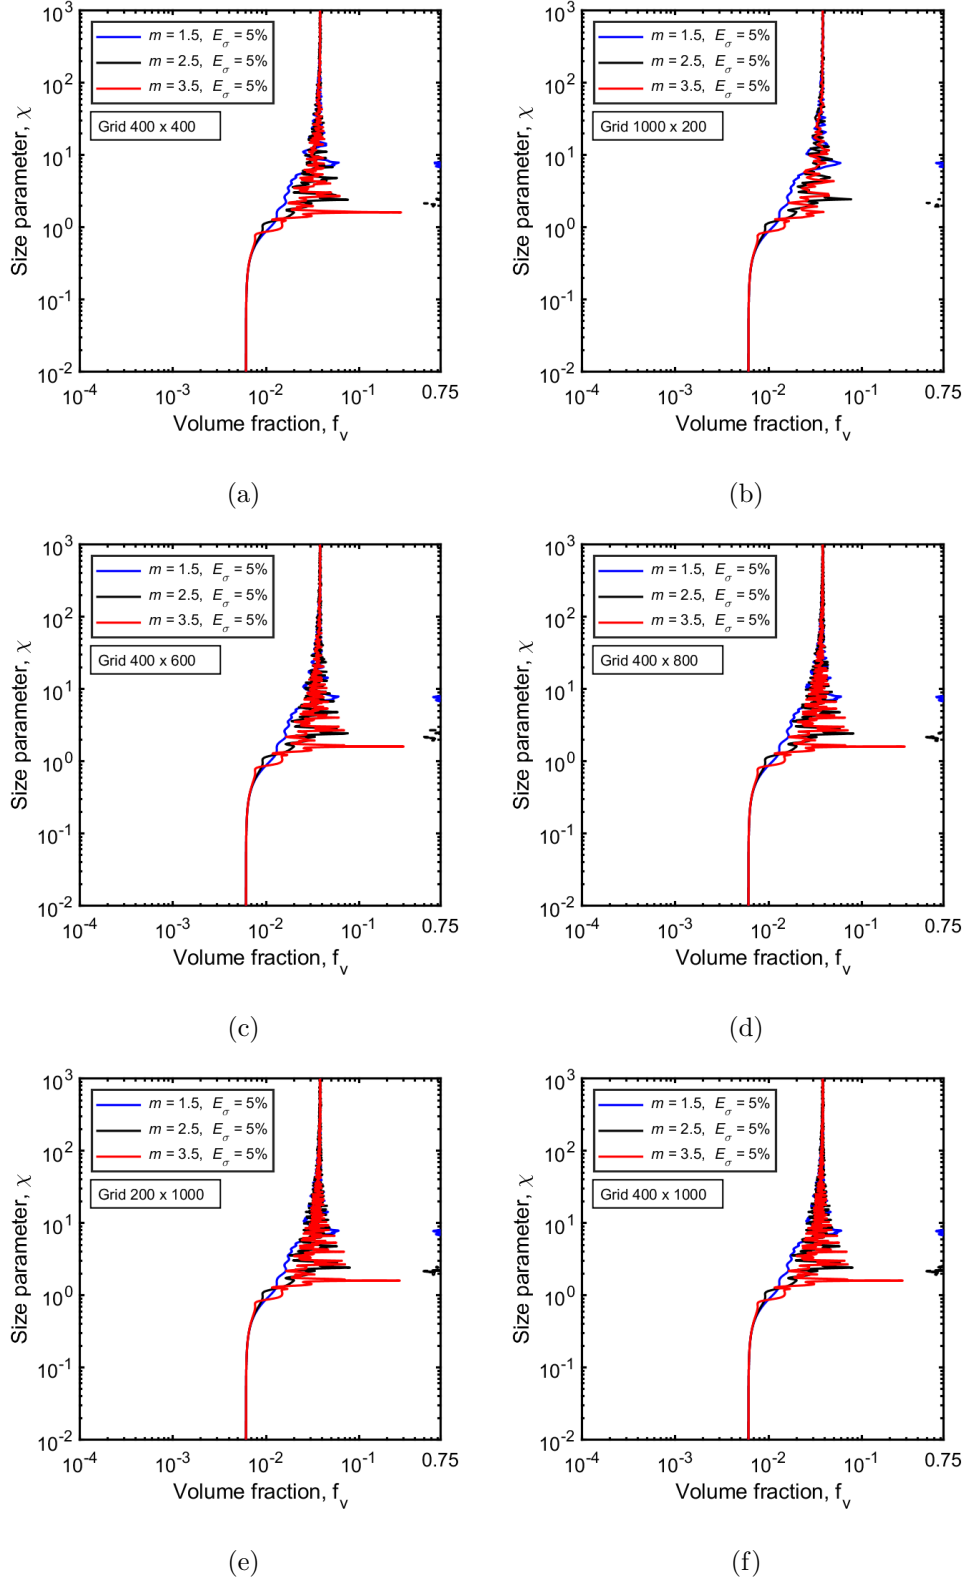 10^3
10^2
10^1
10^0
10^-1
10^-2
Size parameter, χ
m = 1.5, E_σ = 5%
m = 2.5, E_σ = 5%
m = 3.5, E_σ = 5%
Grid 400 x 400
10^-4 10^-3 10^-2 10^-1 0.75
Volume fraction, f_v
(a)
10^3
10^2
10^1
10^0
10^-1
10^-2
Size parameter, χ
m = 1.5, E_σ = 5%
m = 2.5, E_σ = 5%
m = 3.5, E_σ = 5%
Grid 1000 x 200
10^-4 10^-3 10^-2 10^-1 0.75
Volume fraction, f_v
(b)
10^3
10^2
10^1
10^0
10^-1
10^-2
Size parameter, χ
m = 1.5, E_σ = 5%
m = 2.5, E_σ = 5%
m = 3.5, E_σ = 5%
Grid 400 x 600
10^-4 10^-3 10^-2 10^-1 0.75
Volume fraction, f_v
(c)
10^3
10^2
10^1
10^0
10^-1
10^-2
Size parameter, χ
m = 1.5, E_σ = 5%
m = 2.5, E_σ = 5%
m = 3.5, E_σ = 5%
Grid 400 x 800
10^-4 10^-3 10^-2 10^-1 0.75
Volume fraction, f_v
(d)
10^3
10^2
10^1
10^0
10^-1
10^-2
Size parameter, χ
m = 1.5, E_σ = 5%
m = 2.5, E_σ = 5%
m = 3.5, E_σ = 5%
Grid 200 x 1000
10^-4 10^-3 10^-2 10^-1 0.75
Volume fraction, f_v
(e)
10^3
10^2
10^1
10^0
10^-1
10^-2
Size parameter, χ
m = 1.5, E_σ = 5%
m = 2.5, E_σ = 5%
m = 3.5, E_σ = 5%
Grid 400 x 1000
10^-4 10^-3 10^-2 10^-1 0.75
Volume fraction, f_v
(f)